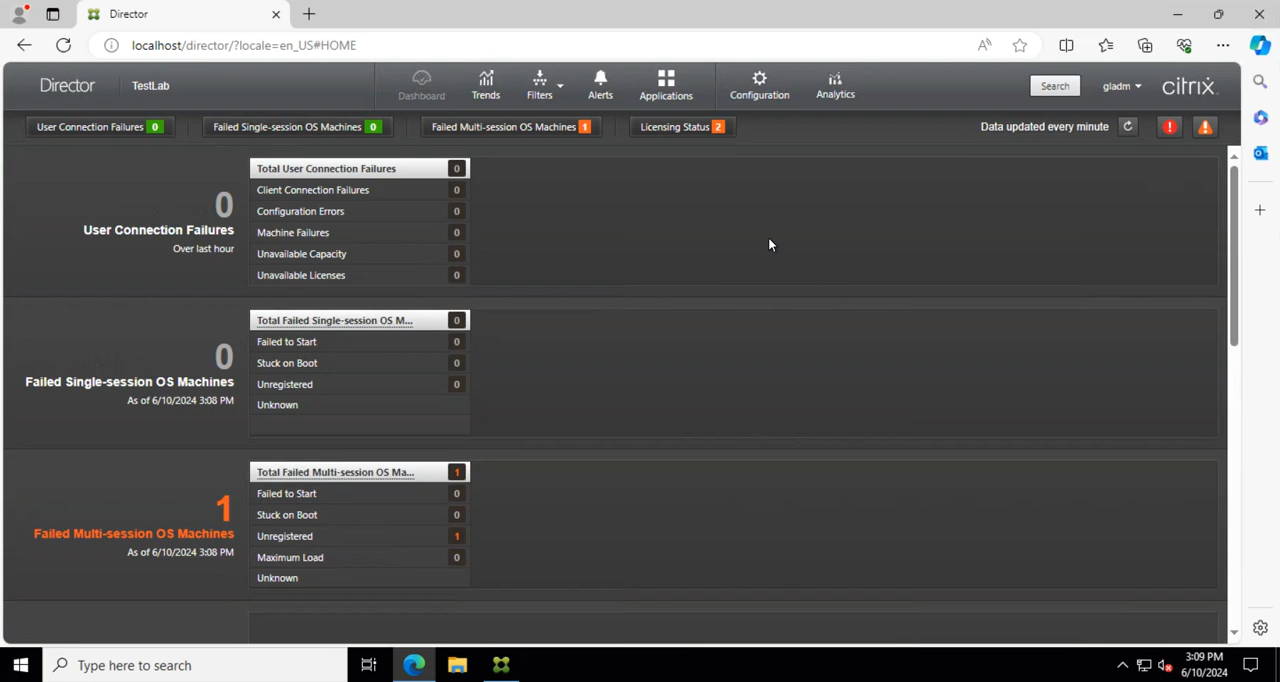 Director
localhost/director/?locale=en_US#HOME
Director
TestLab
Dashboard
Trends
Filters
Alerts
Applications
Configuration
Analytics
Search
gladm
citrix
User Connection Failures 0
Failed Single-session OS Machines 0
Failed Multi-session OS Machines 1
Licensing Status 2
Data updated every minute
0
User Connection Failures
Over last hour
Total User Connection Failures 0
Client Connection Failures 0
Configuration Errors 0
Machine Failures 0
Unavailable Capacity 0
Unavailable Licenses 0
0
Failed Single-session OS Machines
As of 6/10/2024 3:08 PM
Total Failed Single-session OS M... 0
Failed to Start 0
Stuck on Boot 0
Unregistered 0
Unknown
1
Failed Multi-session OS Machines
As of 6/10/2024 3:08 PM
Total Failed Multi-session OS Ma... 1
Failed to Start 0
Stuck on Boot 0
Unregistered 1
Maximum Load 0
Unknown
Type here to search
3:09 PM
6/10/2024